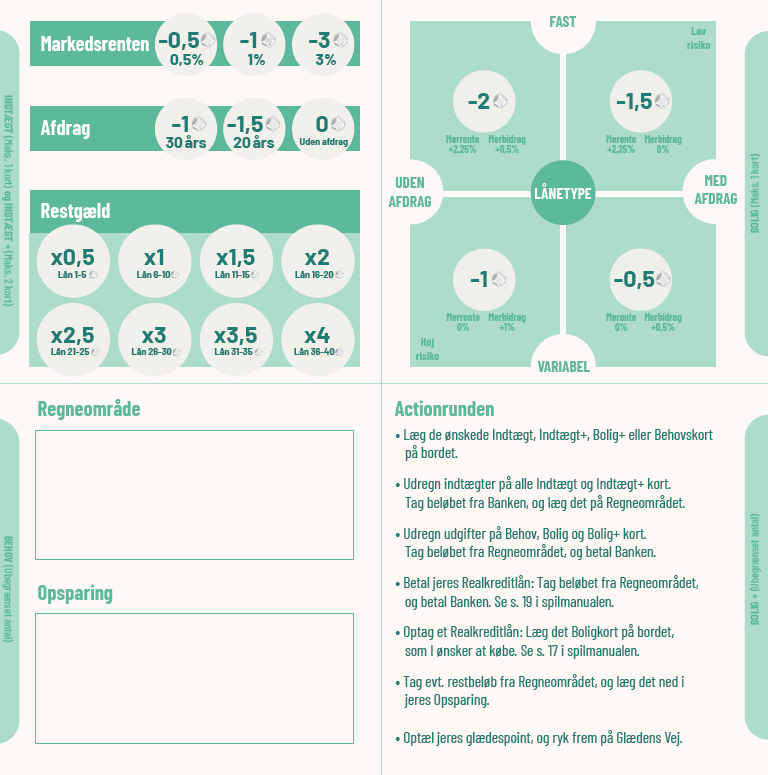 Markedsrenten
-0,5
0,5%
-1
1%
-3
3%
Afdrag
-1
30 års
-1,5
20 års
0
Uden afdrag
Restgæld
x0,5
Lån 1-5
x1
Lån 6-10
x1,5
Lån 11-15
x2
Lån 16-20
x2,5
Lån 21-25
x3
Lån 26-30
x3,5
Lån 31-35
x4
Lån 36-40
INDTÆGT (Maks. 1 kort) og INDTÆGT + (Maks. 2 kort)
FAST
Lav
risiko
-2
Merrente Merbidrag
+2,25% +0,5%
-1,5
Merente Merbidrag
+2,25% 0%
UDEN
AFDRAG
LÅNETYPE
MED
AFDRAG
-1
Merrente Merbidrag
0% +1%
-0,5
Merente Merbidrag
0% +0,5%
Høj
risiko
VARIABEL
BOLIG (Maks. 1 kort)
Regneområde
Opsparing
BEHOV (Ubegrænset antal)
Actionrunden
• Læg de ønskede Indtægt, Indtægt+, Bolig+ eller Behovskort
på bordet.
• Udregn indtægter på alle Indtægt og Indtægt+ kort.
Tag beløbet fra Banken, og læg det på Regneområdet.
• Udregn udgifter på Behov, Bolig og Bolig+ kort.
Tag beløbet fra Regneområdet, og betal Banken.
• Betal jeres Realkreditlån: Tag beløbet fra Regneområdet,
og betal Banken. Se s. 19 i spilmanualen.
• Optag et Realkreditlån: Læg det Boligkort på bordet,
som I ønsker at købe. Se s. 17 i spilmanualen.
• Tag evt. restbeløb fra Regneområdet, og læg det ned i
jeres Opsparing.
• Optæl jeres glædespoint, og ryk frem på Glædens Vej.
BOLIG + (Ubegrænset antal)